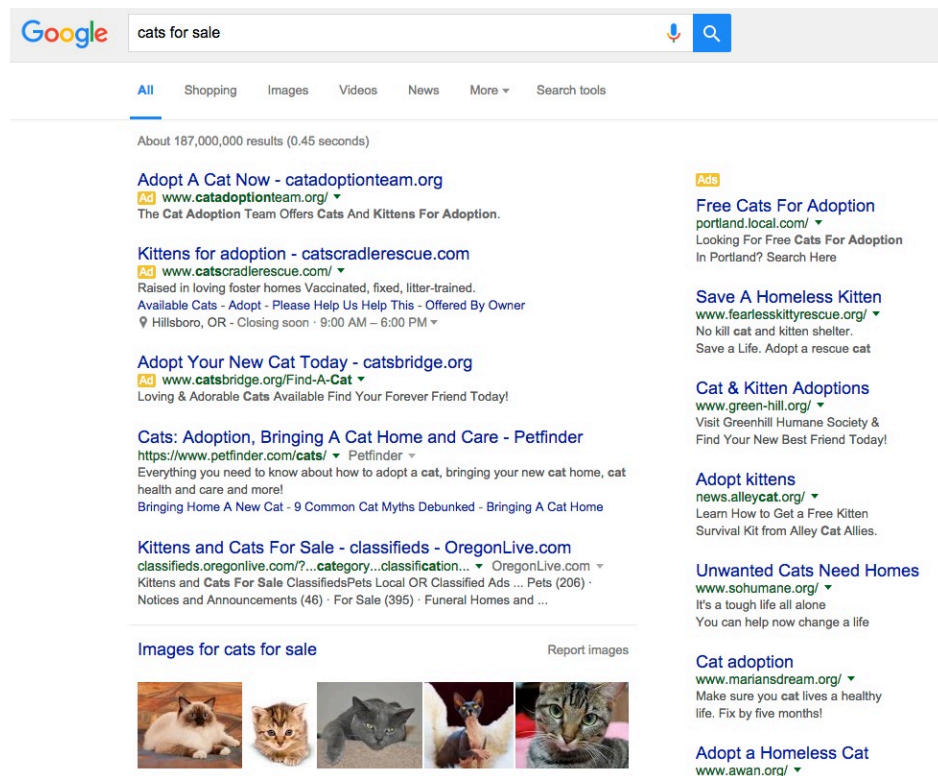 Google
cats for sale
All Shopping Images Videos News More Search tools
About 187,000,000 results (0.45 seconds)
Adopt A Cat Now - catadoptionteam.org
Ad www.catadoptionteam.org/
The Cat Adoption Team Offers Cats And Kittens For Adoption.
Kittens for adoption - catscradlerescue.com
Ad www.catscradlerescue.com/
Raised in loving foster homes Vaccinated, fixed, litter-trained.
Available Cats - Adopt - Please Help Us Help This - Offered By Owner
Hillsboro, OR - Closing soon · 9:00 AM – 6:00 PM
Adopt Your New Cat Today - catsbridge.org
Ad www.catsbridge.org/Find-A-Cat
Loving & Adorable Cats Available Find Your Forever Friend Today!
Cats: Adoption, Bringing A Cat Home and Care - Petfinder
https://www.petfinder.com/cats/ Petfinder
Everything you need to know about how to adopt a cat, bringing your new cat home, cat
health and care and more!
Bringing Home A New Cat - 9 Common Cat Myths Debunked - Bringing A Cat Home
Kittens and Cats For Sale - classifieds - OregonLive.com
classifieds.oregonlive.com/?...category...classification... OregonLive.com
Kittens and Cats For Sale ClassifiedsPets Local OR Classified Ads ... Pets (206) ·
Notices and Announcements (46) · For Sale (395) · Funeral Homes and ...
Images for cats for sale Report images
Ads
Free Cats For Adoption
portland.local.com/
Looking For Free Cats For Adoption
In Portland? Search Here
Save A Homeless Kitten
www.fearlesskittyrescue.org/
No kill cat and kitten shelter.
Save a Life. Adopt a rescue cat
Cat & Kitten Adoptions
www.green-hill.org/
Visit Greenhill Humane Society &
Find Your New Best Friend Today!
Adopt kittens
news.alleycat.org/
Learn How to Get a Free Kitten
Survival Kit from Alley Cat Allies.
Unwanted Cats Need Homes
www.sohumane.org/
It's a tough life all alone
You can help now change a life
Cat adoption
www.mariansdream.org/
Make sure you cat lives a healthy
life. Fix by five months!
Adopt a Homeless Cat
www.awan.org/